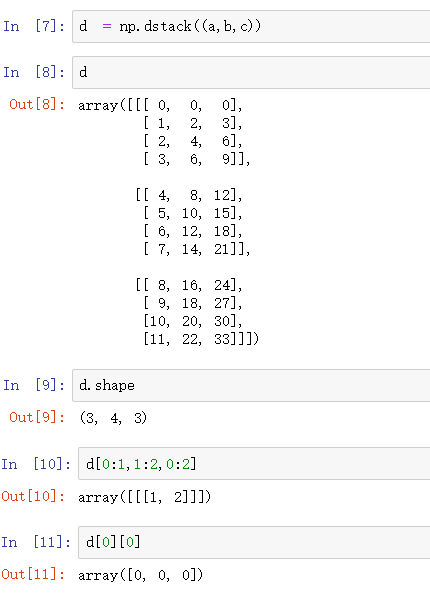 In [7]: d = np.dstack((a,b,c))
In [8]: d
Out[8]: array([[[ 0, 0, 0],
[ 1, 2, 3],
[ 2, 4, 6],
[ 3, 6, 9]],
[[ 4, 8, 12],
[ 5, 10, 15],
[ 6, 12, 18],
[ 7, 14, 21]],
[[ 8, 16, 24],
[ 9, 18, 27],
[10, 20, 30],
[11, 22, 33]]])
In [9]: d.shape
Out[9]: (3, 4, 3)
In [10]: d[0:1,1:2,0:2]
Out[10]: array([[[1, 2]]])
In [11]: d[0][0]
Out[11]: array([0, 0, 0])